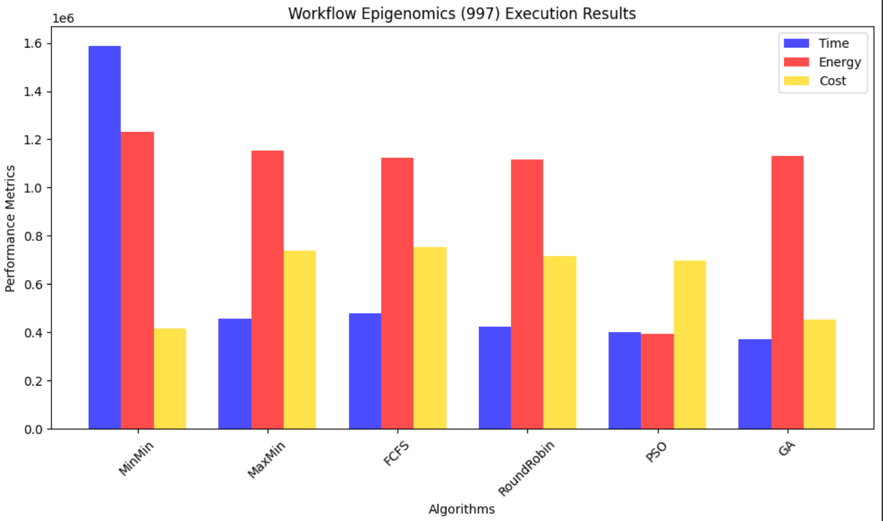 Workflow Epigenomics (997) Execution Results
1e6
Time
Energy
Cost
1.6
1.4
1.2
1.0
0.8
0.6
0.4
0.2
0.0
Performance Metrics
MinMin
MaxMin
FCFS
RoundRobin
PSO
GA
Algorithms